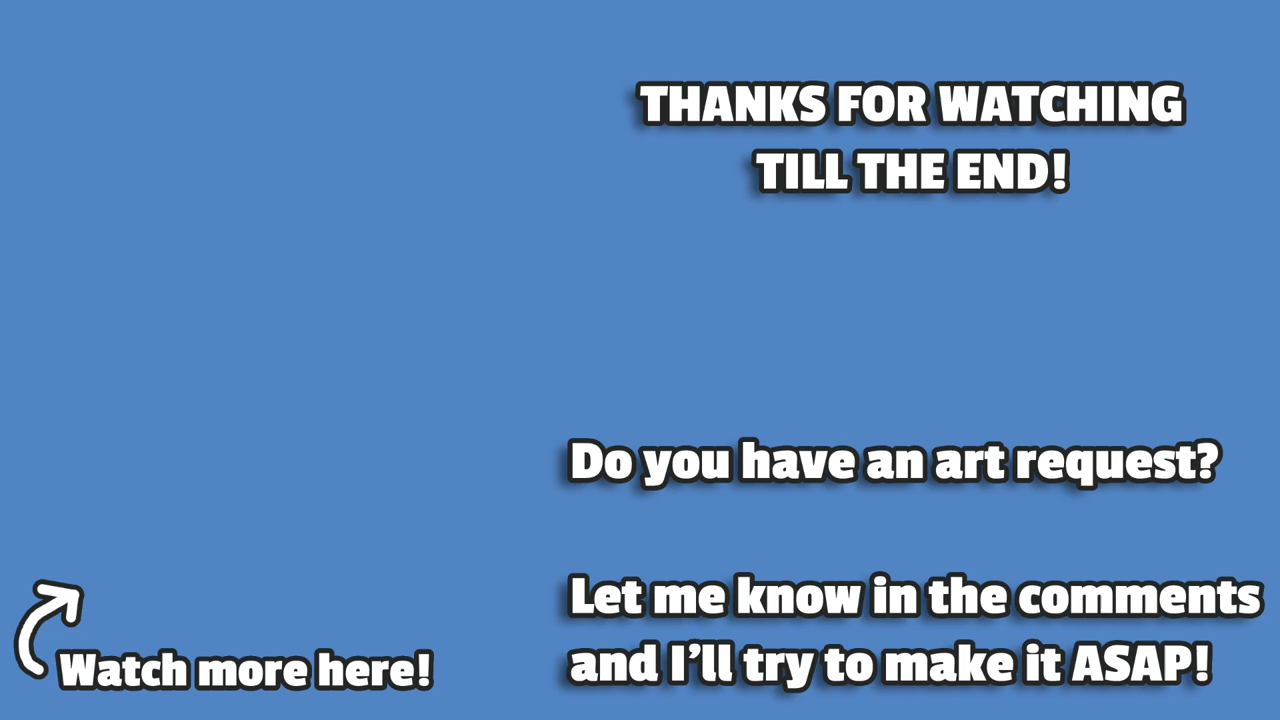 THANKS FOR WATCHING
TILL THE END!
Do you have an art request?
Let me know in the comments
and I’ll try to make it ASAP!
Watch more here!